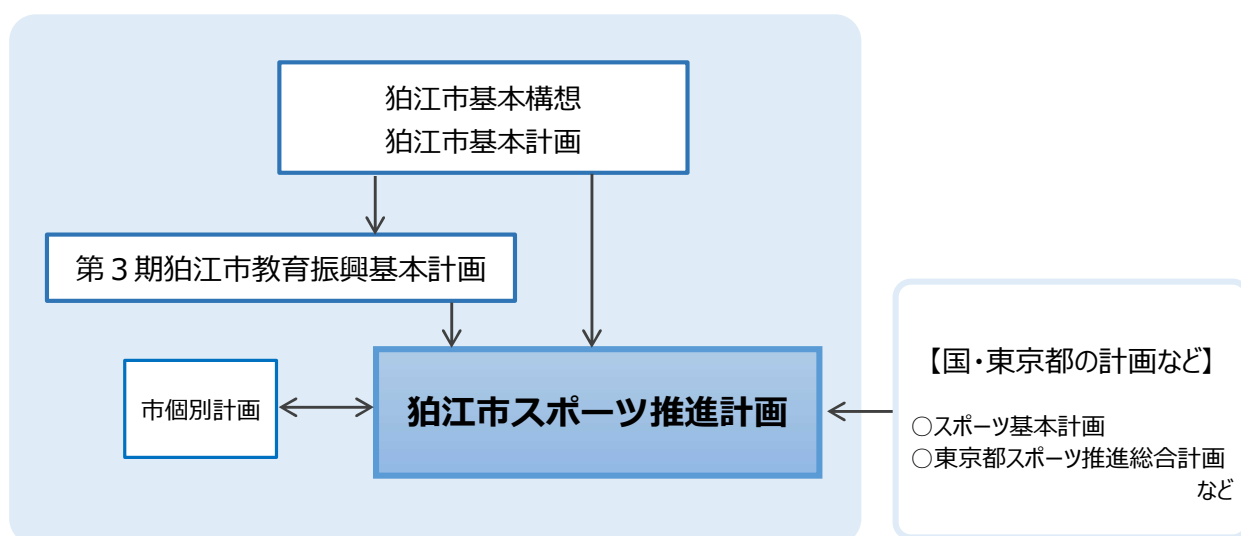 狛江市基本構想
狛江市基本計画
第３期狛江市教育振興基本計画
市個別計画
狛江市スポーツ推進計画
【国・東京都の計画など】
○スポーツ基本計画
○東京都スポーツ推進総合計画
など